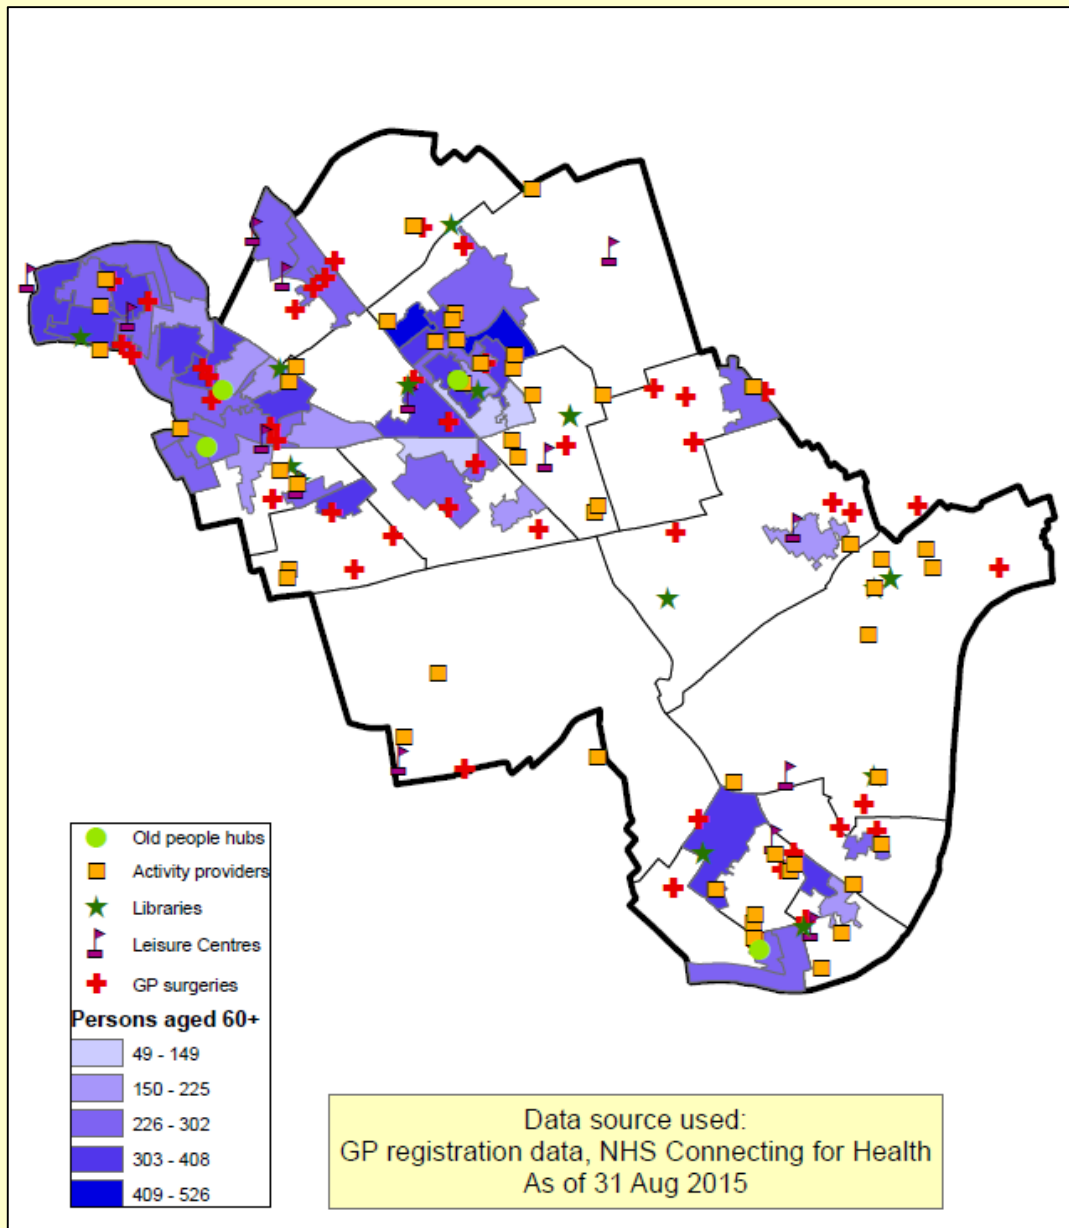 Old people hubs
Activity providers
Libraries
Leisure Centres
GP surgeries
Persons aged 60+
49 - 149
150 - 225
226 - 302
303 - 408
409 - 526
Data source used:
GP registration data, NHS Connecting for Health
As of 31 Aug 2015